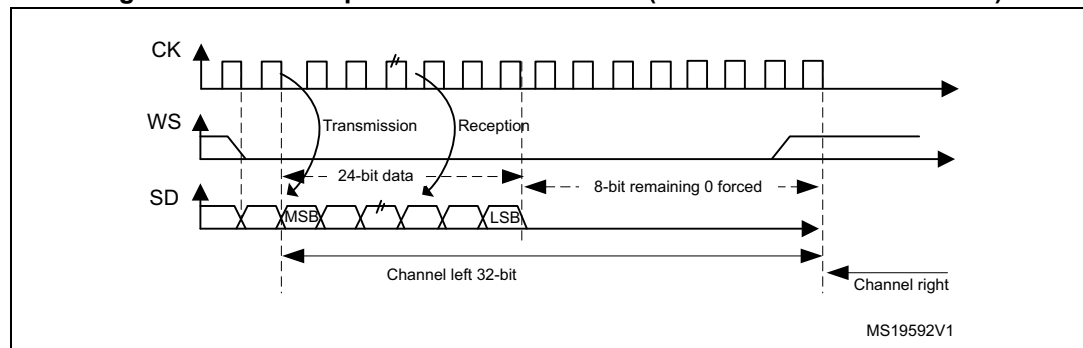 CK
WS
Transmission
Reception
24-bit data
8-bit remaining 0 forced
SD
MSB
LSB
Channel left 32-bit
Channel right
MS19592V1